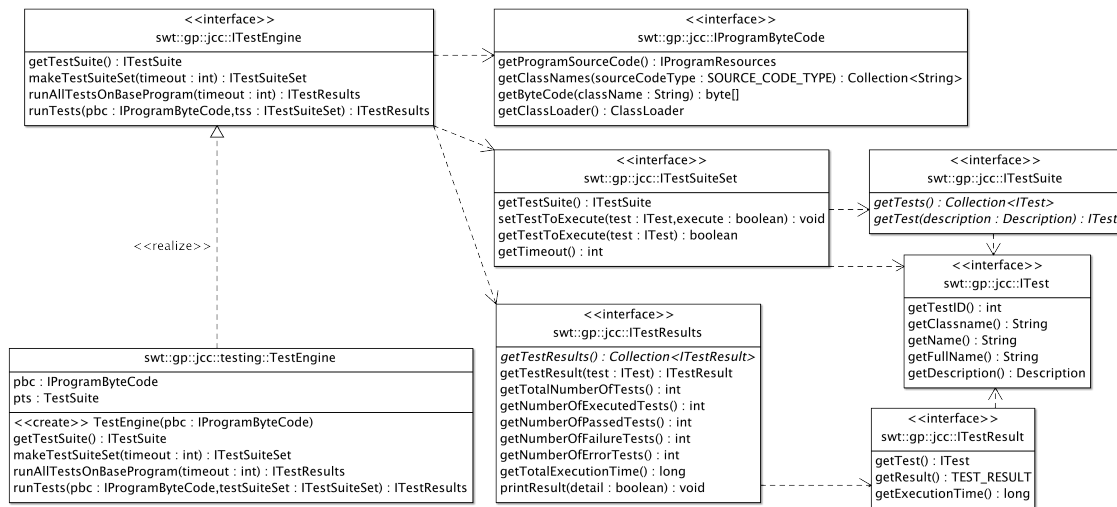 <<interface>>
swt::gp::jcc::ITestEngine
getTestSuite() : ITestSuite
makeTestSuiteSet(timeout : int) : ITestSuiteSet
runAllTestsOnBaseProgram(timeout : int) : ITestResults
runTests(pbc : IProgramByteCode,tss : ITestSuiteSet) : ITestResults
<<interface>>
swt::gp::jcc::IProgramByteCode
getProgramSourceCode() : IProgramResources
getClassNames(sourceCodeType : SOURCE_CODE_TYPE) : Collection<String>
getByteCode(className : String) : byte[]
getClassLoader() : ClassLoader
<<interface>>
swt::gp::jcc::ITestSuiteSet
getTestSuite() : ITestSuite
setTestToExecute(test : ITest,execute : boolean) : void
getTestToExecute(test : ITest) : boolean
getTimeout() : int
<<interface>>
swt::gp::jcc::ITestSuite
getTests() : Collection<ITest>
getTest(description : Description) : ITest
<<realize>>
<<interface>>
swt::gp::jcc::ITest
getTestID() : int
getClassname() : String
getName() : String
getFullName() : String
getDescription() : Description
<<interface>>
swt::gp::jcc::ITestResults
getTestResults() : Collection<ITestResult>
getTestResult(test : ITest) : ITestResult
getTotalNumberOfTests() : int
getNumberOfExecutedTests() : int
getNumberOfPassedTests() : int
getNumberOfFailureTests() : int
getNumberOfErrorTests() : int
getTotalExecutionTime() : long
printResult(detail : boolean) : void
swt::gp::jcc::testing::TestEngine
pbc : IProgramByteCode
pts : TestSuite
<<create>> TestEngine(pbc : IProgramByteCode)
getTestSuite() : ITestSuite
makeTestSuiteSet(timeout : int) : ITestSuiteSet
runAllTestsOnBaseProgram(timeout : int) : ITestResults
runTests(pbc : IProgramByteCode,testSuiteSet : ITestSuiteSet) : ITestResults
<<interface>>
swt::gp::jcc::ITestResult
getTest() : ITest
getResult() : TEST_RESULT
getExecutionTime() : long